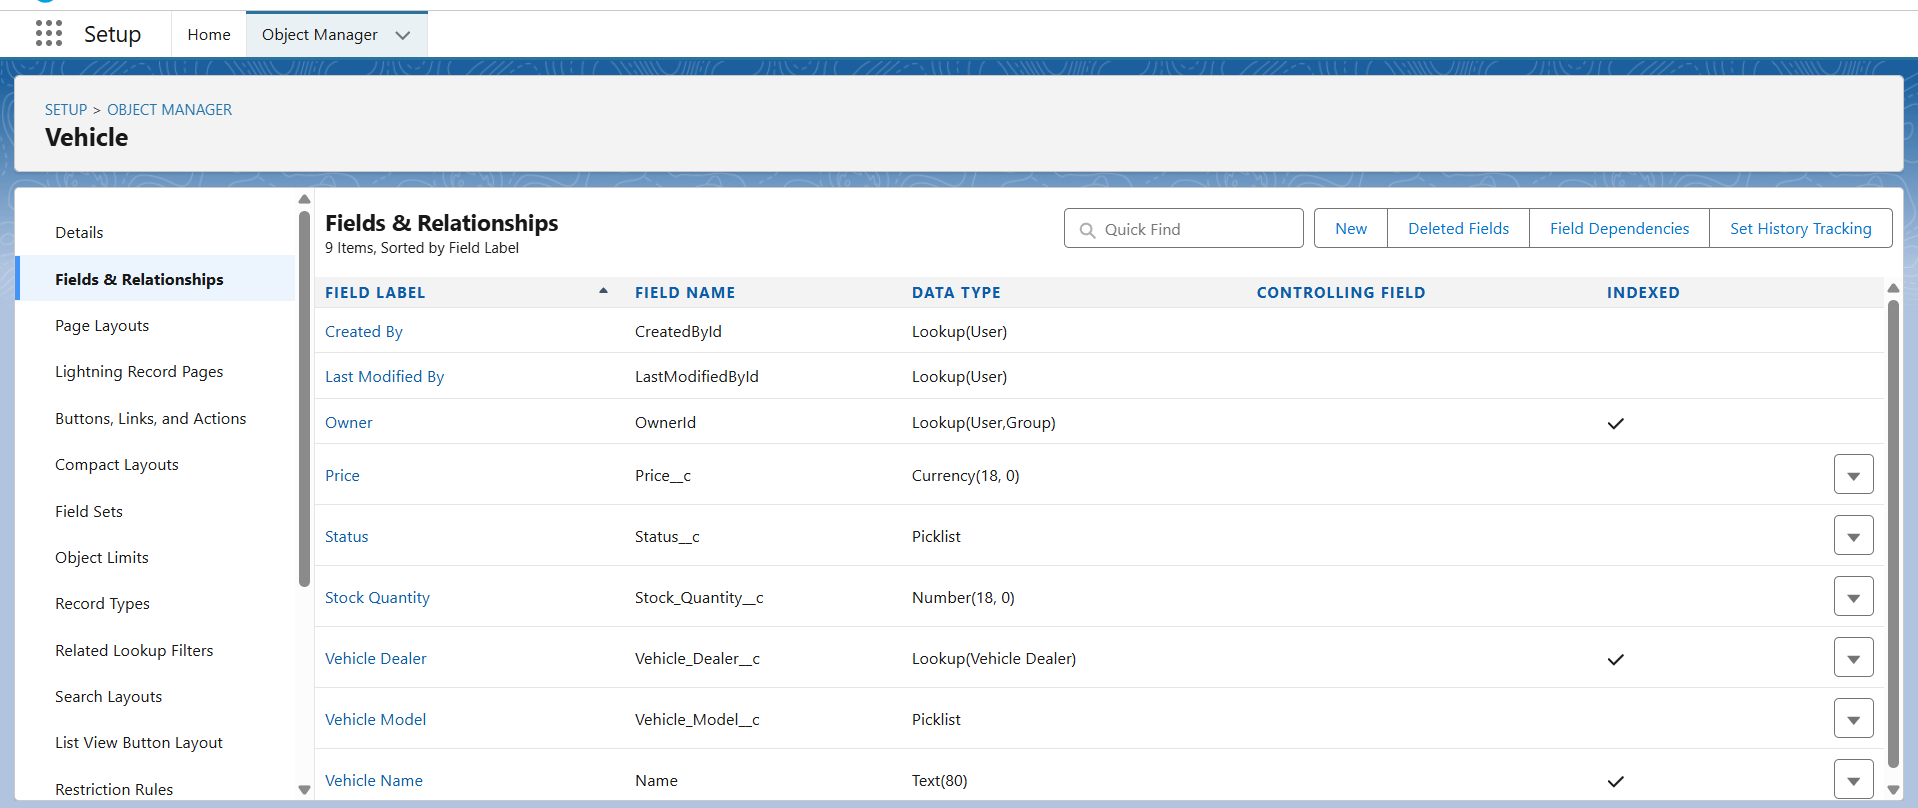 Setup
Home
Object Manager
SETUP > OBJECT MANAGER
Vehicle
Details
Fields & Relationships
Page Layouts
Lightning Record Pages
Buttons, Links, and Actions
Compact Layouts
Field Sets
Object Limits
Record Types
Related Lookup Filters
Search Layouts
List View Button Layout
Restriction Rules
Fields & Relationships
9 Items, Sorted by Field Label
Quick Find
New
Deleted Fields
Field Dependencies
Set History Tracking
FIELD LABEL FIELD NAME DATA TYPE CONTROLLING FIELD INDEXED
Created By CreatedById Lookup(User)
Last Modified By LastModifiedById Lookup(User)
Owner OwnerId Lookup(User,Group)
Price Price__c Currency(18, 0)
Status Status__c Picklist
Stock Quantity Stock_Quantity__c Number(18, 0)
Vehicle Dealer Vehicle_Dealer__c Lookup(Vehicle Dealer)
Vehicle Model Vehicle_Model__c Picklist
Vehicle Name Name Text(80)